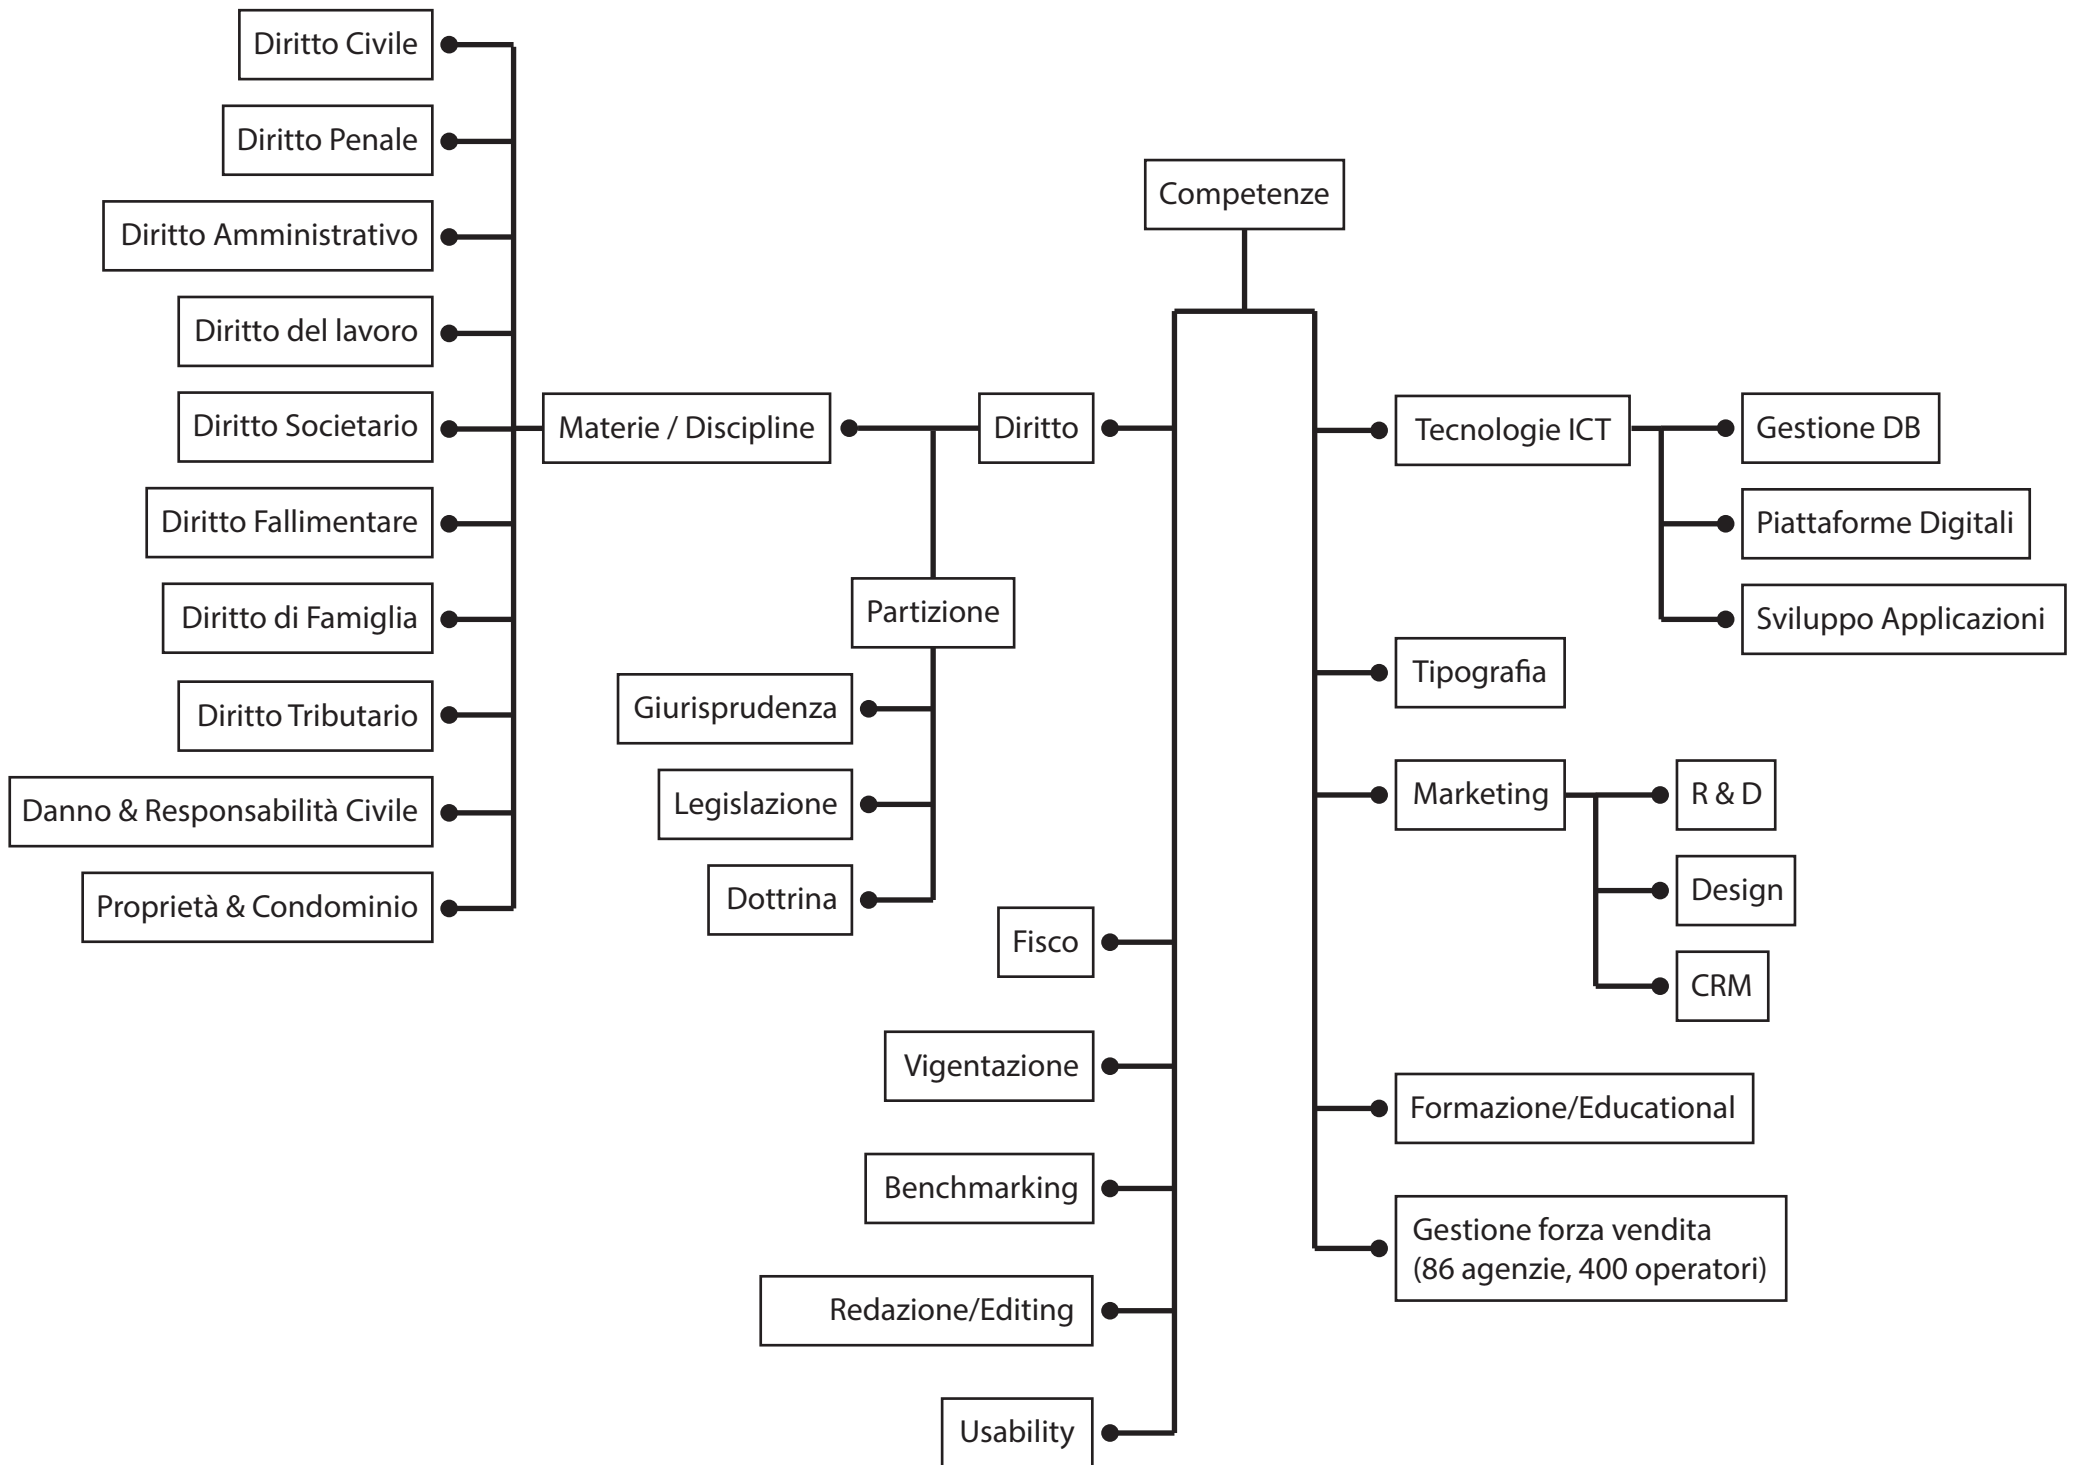 Competenze
Diritto
Materie / Discipline
Diritto Civile
Diritto Penale
Diritto Amministrativo
Diritto del lavoro
Diritto Societario
Diritto Fallimentare
Diritto di Famiglia
Diritto Tributario
Danno & Responsabilità Civile
Proprietà & Condominio
Partizione
Giurisprudenza
Legislazione
Dottrina
Fisco
Vigentazione
Benchmarking
Redazione/Editing
Usability
Tecnologie ICT
Gestione DB
Piattaforme Digitali
Sviluppo Applicazioni
Tipografia
Marketing
R & D
Design
CRM
Formazione/Educational
Gestione forza vendita
(86 agenzie, 400 operatori)